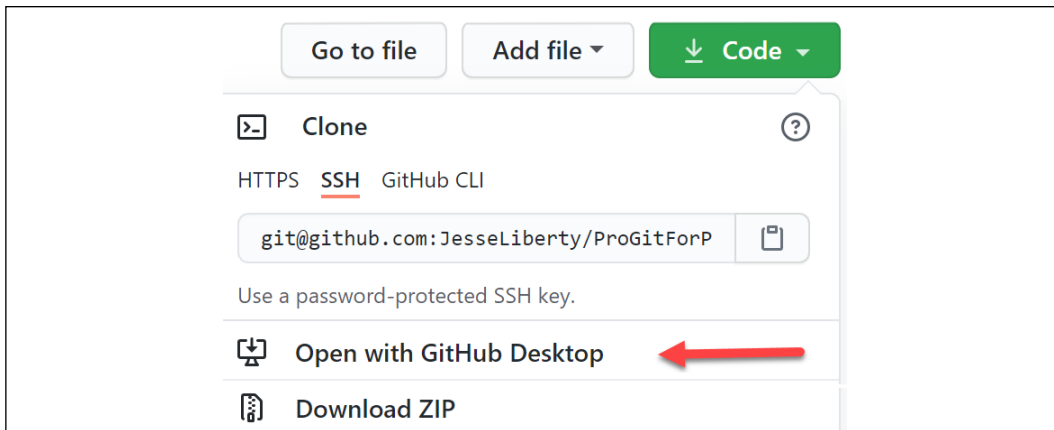 Go to file Add file Code
Clone
HTTPS SSH GitHub CLI
git@github.com:JesseLiberty/ProGitForP
Use a password-protected SSH key.
Open with GitHub Desktop
Download ZIP